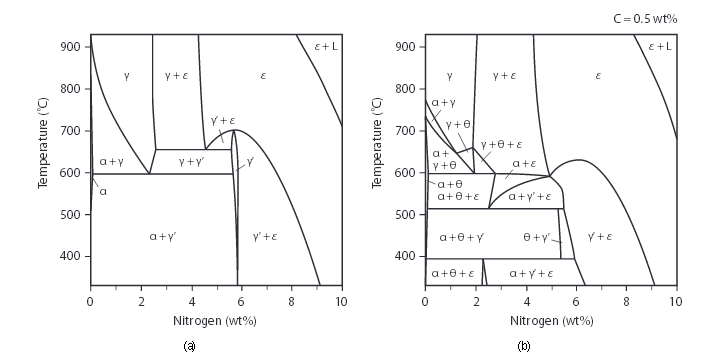 C = 0.5 wt%
900
800
700
600
500
400
Temperature (°C)
γ
γ + ε
ε
ε + L
γ' + ε
α + γ
γ + γ'
γ'
α
α + γ'
γ' + ε
0
2
4
6
8
10
Nitrogen (wt%)
(a)
900
800
700
600
500
400
Temperature (°C)
γ
γ + ε
ε
ε + L
α + γ
γ + θ
γ + θ + ε
α +
γ + θ
α + ε
α + θ
α + θ + ε
α + γ' + ε
α + θ + γ'
θ + γ'
γ' + ε
α + θ + ε
α + γ' + ε
0
2
4
6
8
10
Nitrogen (wt%)
(b)